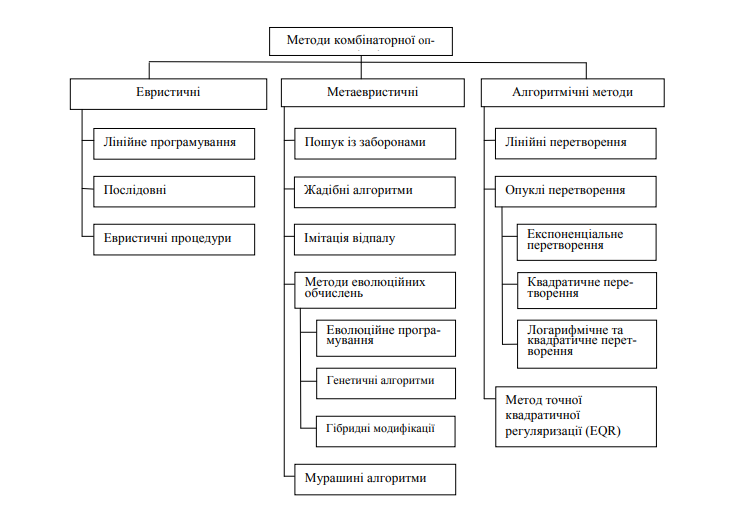 Методи комбінаторної оп-
Евристичні
Лінійне програмування
Послідовні
Евристичні процедури
Метаевристичні
Пошук із заборонами
Жадібні алгоритми
Імітація відпалу
Методи еволюційних
обчислень
Еволюційне програ-
мування
Генетичні алгоритми
Гібридні модифікації
Мурашині алгоритми
Алгоритмічні методи
Лінійні перетворення
Опуклі перетворення
Експоненціальне
перетворення
Квадратичне пере-
творення
Логарифмічне та
квадратичне перет-
ворення
Метод точної
квадратичної
регуляризації (EQR)